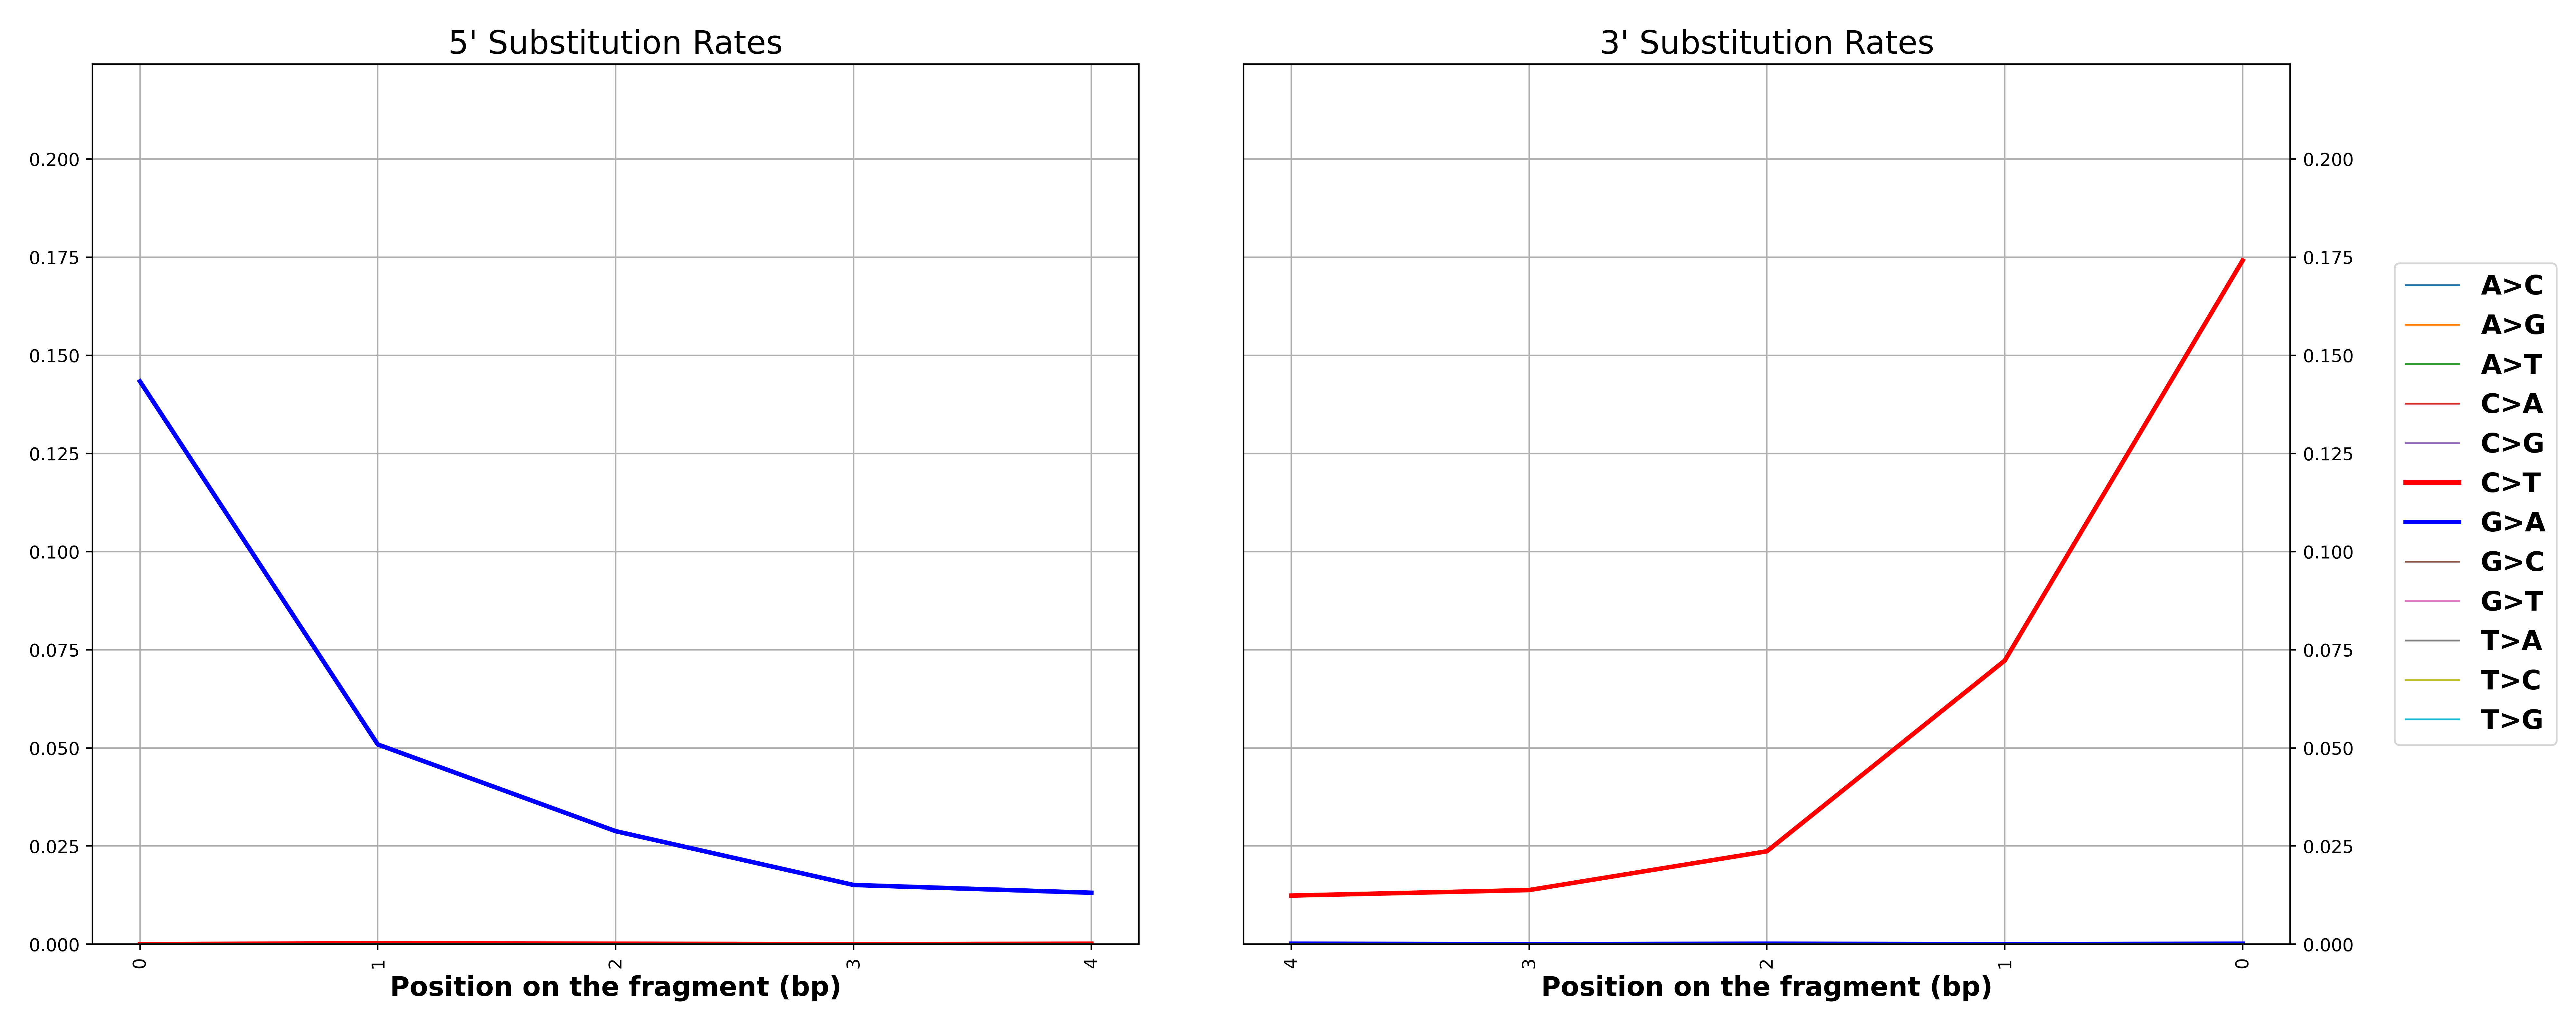 5' Substitution Rates
0.200
0.175
0.150
0.125
0.100
0.075
0.050
0.025
0.000
0
1
2
3
4
Position on the fragment (bp)
3' Substitution Rates
0.200
0.175
0.150
0.125
0.100
0.075
0.050
0.025
0.000
4
3
2
1
0
Position on the fragment (bp)
A>C
A>G
A>T
C>A
C>G
C>T
G>A
G>C
G>T
T>A
T>C
T>G